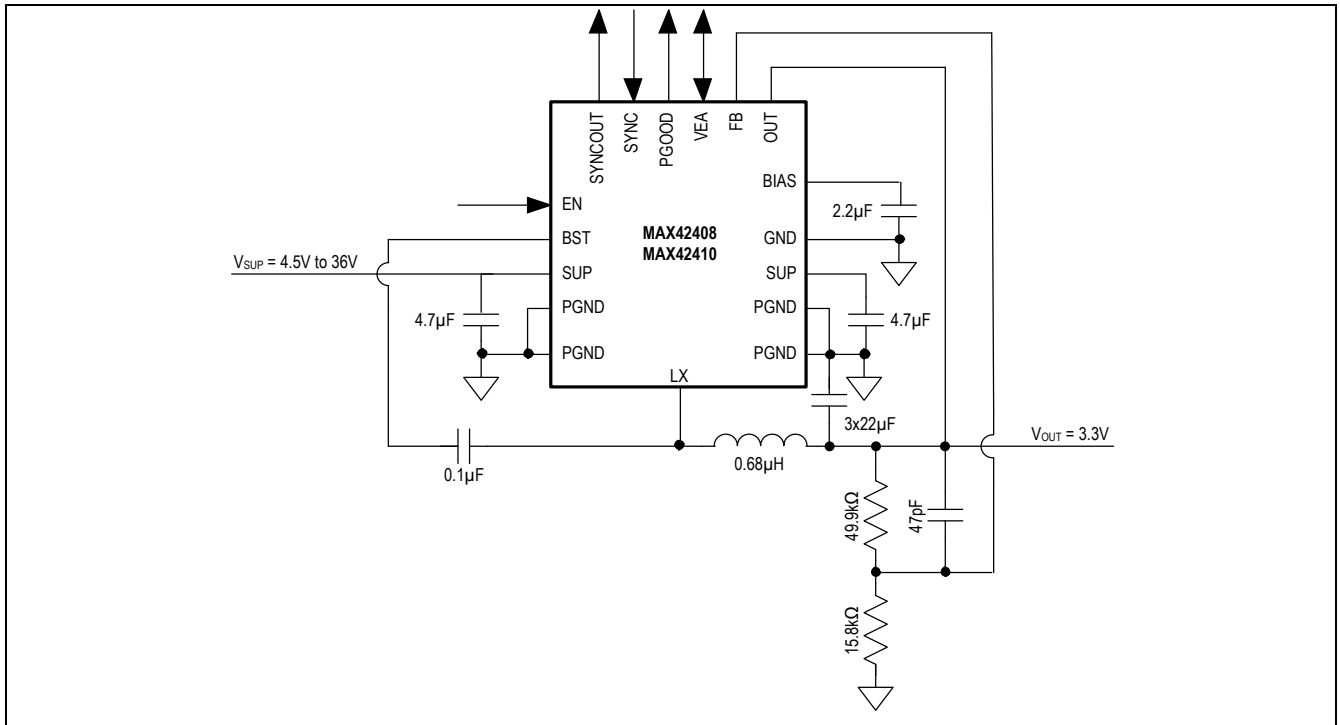 SYNCOUT
SYNC
PGOOD
VEA
FB
OUT
BIAS
2.2µF
EN
MAX42408
MAX42410
BST
GND
V_SUP = 4.5V to 36V
SUP
SUP
4.7µF
PGND
PGND
4.7µF
PGND
PGND
LX
3x22µF
V_OUT = 3.3V
0.1µF
0.68µH
49.9kΩ
47pF
15.8kΩ